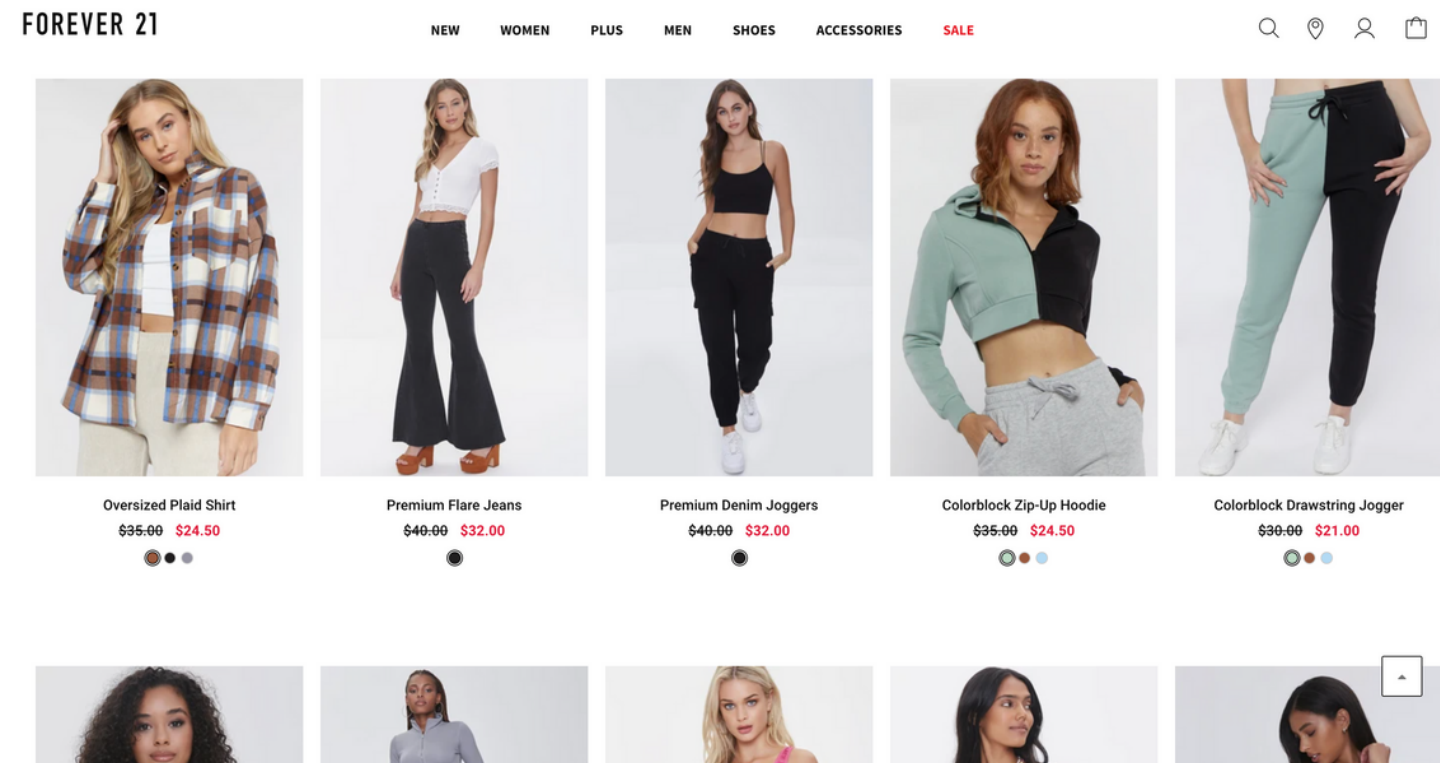 FOREVER 21
NEW WOMEN PLUS MEN SHOES ACCESSORIES SALE
Oversized Plaid Shirt
$35.00 $24.50
Premium Flare Jeans
$40.00 $32.00
Premium Denim Joggers
$40.00 $32.00
Colorblock Zip-Up Hoodie
$35.00 $24.50
Colorblock Drawstring Jogger
$30.00 $21.00